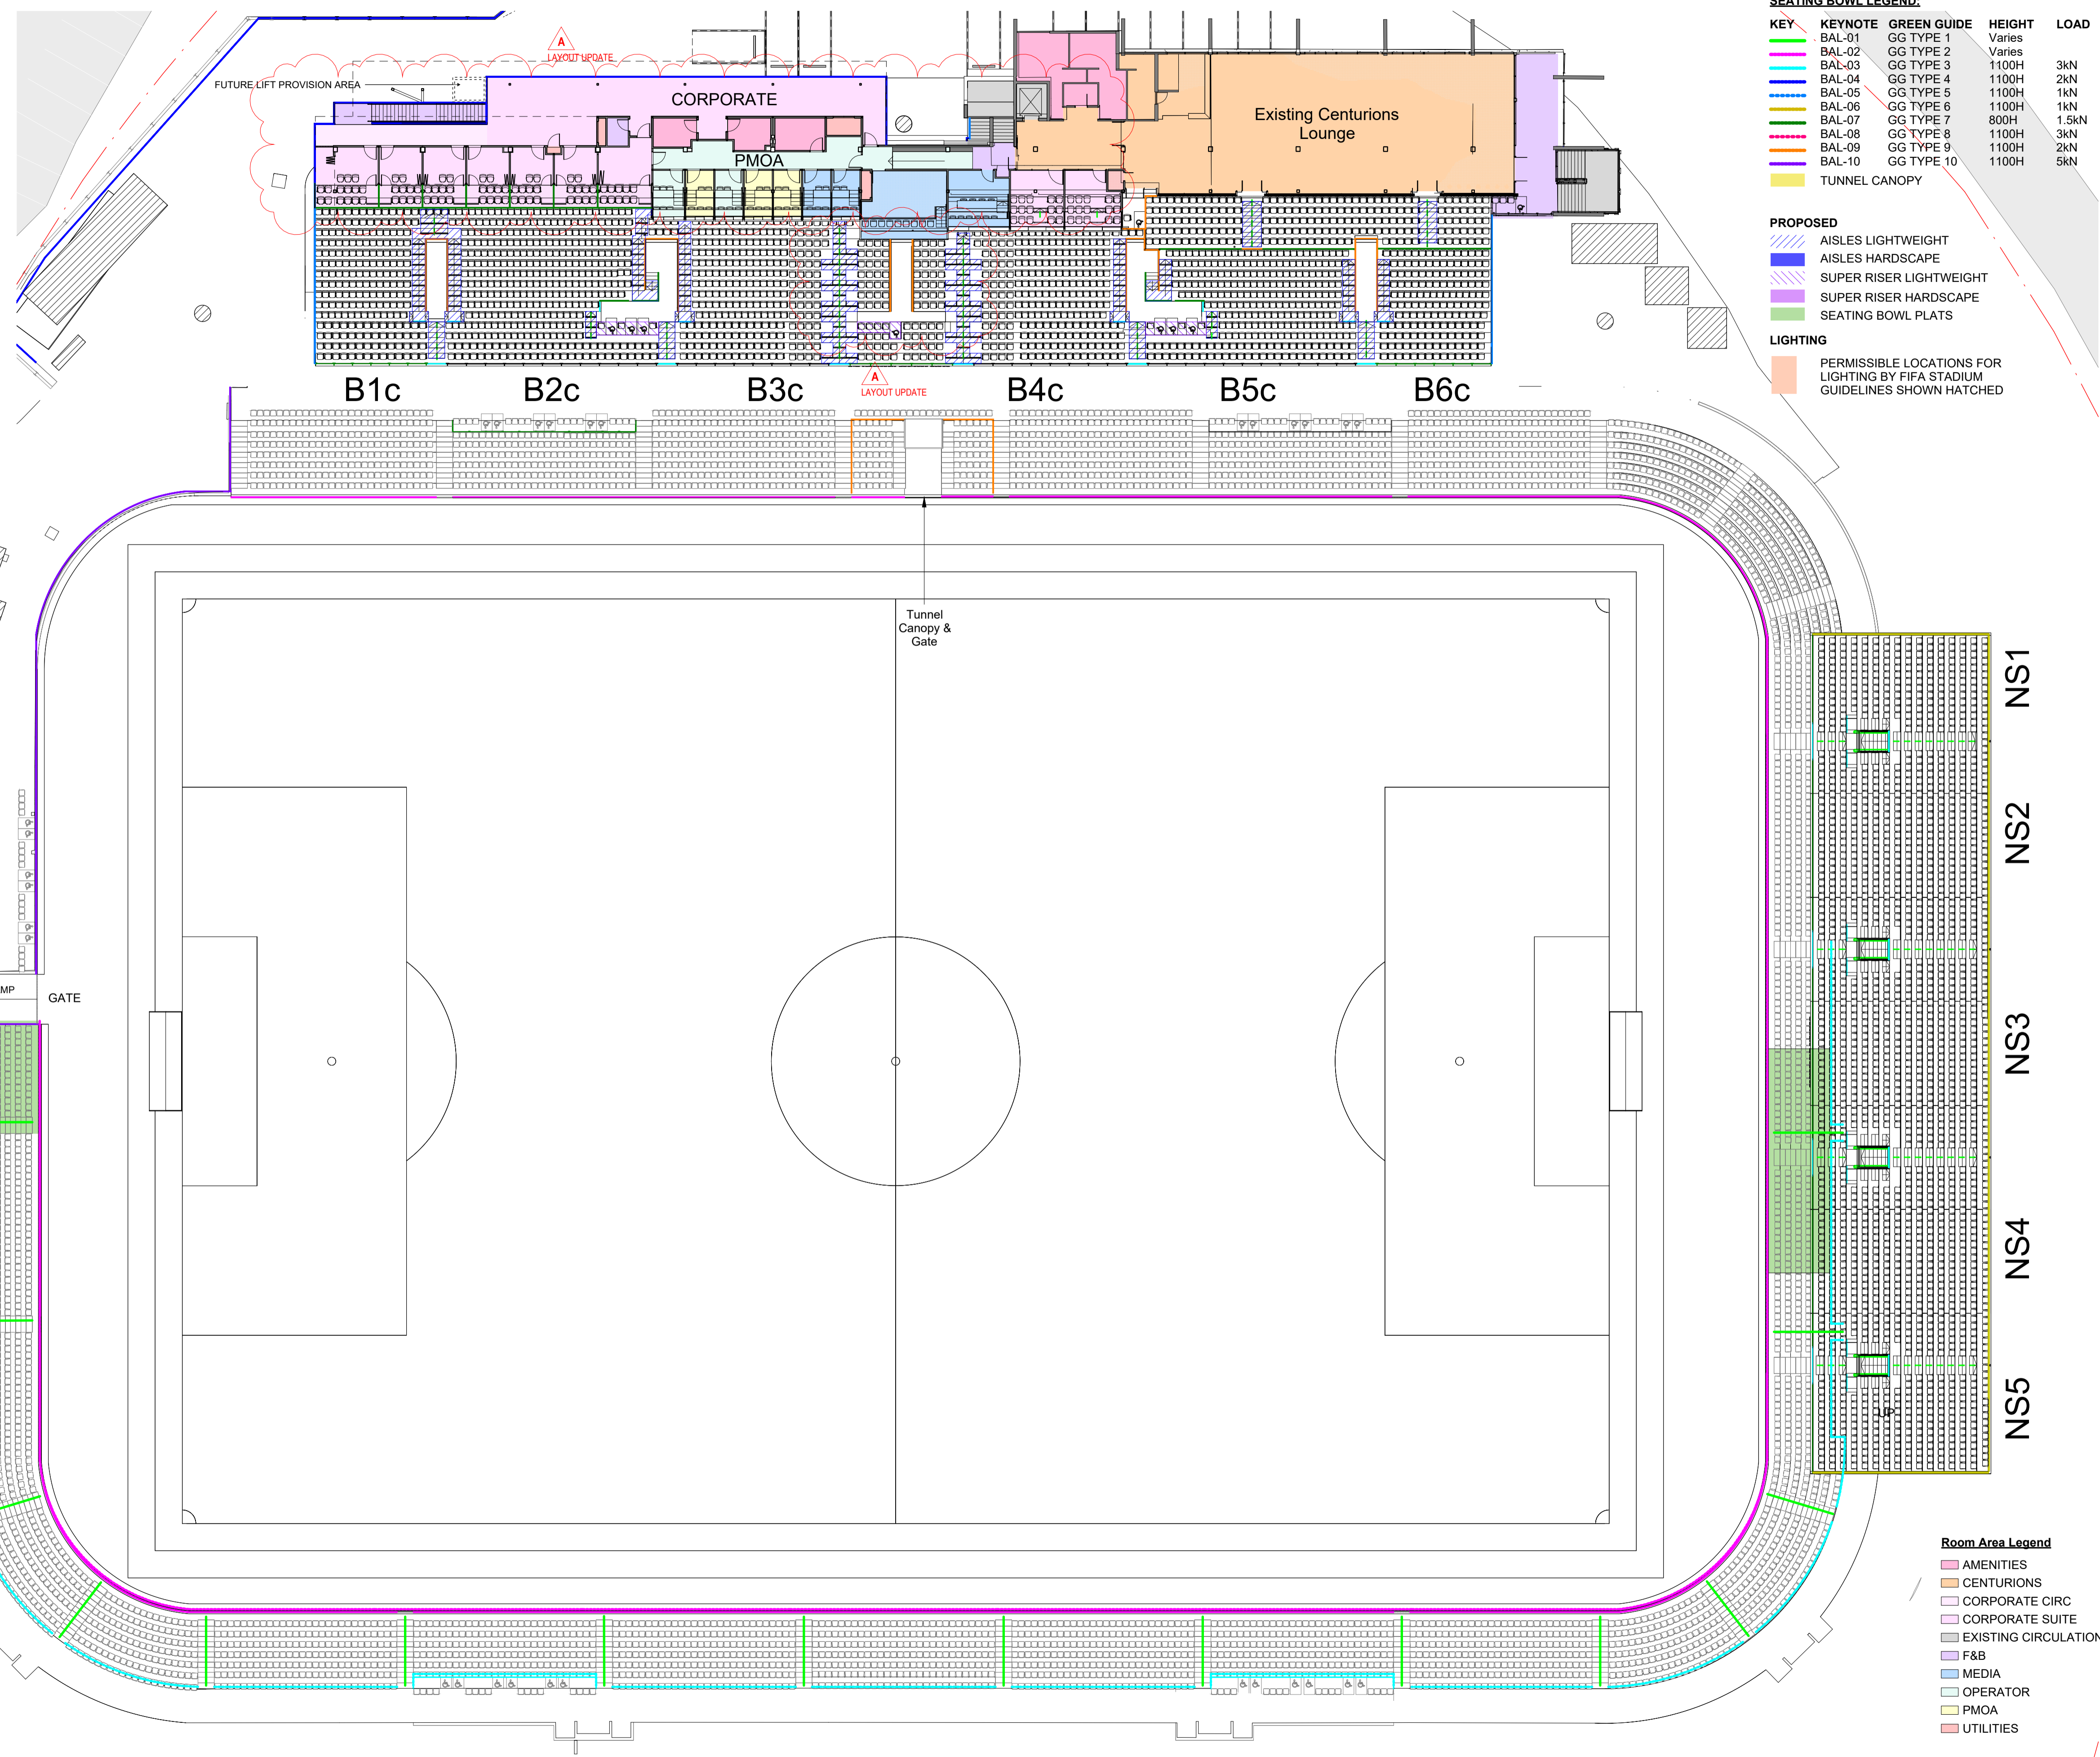 SEATING BOWL LEGEND:
KEY KEYNOTE GREEN GUIDE HEIGHT LOAD
BAL-01 GG TYPE 1 Varies
BAL-02 GG TYPE 2 Varies
BAL-03 GG TYPE 3 1100H 3kN
BAL-04 GG TYPE 4 1100H 2kN
BAL-05 GG TYPE 5 1100H 1kN
BAL-06 GG TYPE 6 1100H 1kN
BAL-07 GG TYPE 7 800H 1.5kN
BAL-08 GG TYPE 8 1100H 3kN
BAL-09 GG TYPE 9 1100H 2kN
BAL-10 GG TYPE 10 1100H 5kN
TUNNEL CANOPY
PROPOSED
AISLES LIGHTWEIGHT
AISLES HARDSCAPE
SUPER RISER LIGHTWEIGHT
SUPER RISER HARDSCAPE
SEATING BOWL PLATS
LIGHTING
PERMISSIBLE LOCATIONS FOR
LIGHTING BY FIFA STADIUM
GUIDELINES SHOWN HATCHED
A
LAYOUT UPDATE
FUTURE LIFT PROVISION AREA
CORPORATE
PMOA
Existing Centurions
Lounge
A
LAYOUT UPDATE
B1c
B2c
B3c
B4c
B5c
B6c
Tunnel
Canopy &
Gate
NS1
NS2
NS3
NS4
NS5
UP
MP
GATE
Room Area Legend
AMENITIES
CENTURIONS
CORPORATE CIRC
CORPORATE SUITE
EXISTING CIRCULATION
F&B
MEDIA
OPERATOR
PMOA
UTILITIES